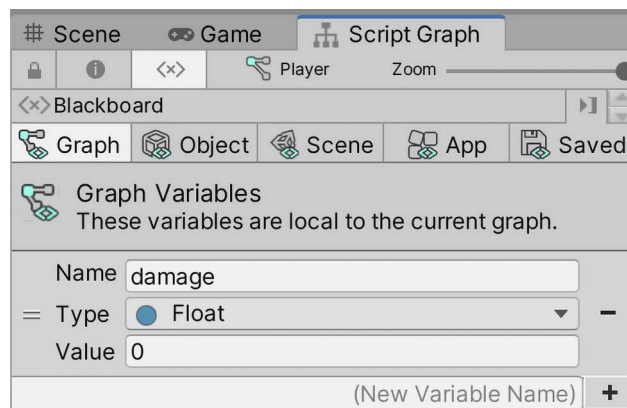 Scene Game Script Graph
Player Zoom
Blackboard
Graph Object Scene App Saved
Graph Variables
These variables are local to the current graph.
Name damage
Type Float
Value 0
(New Variable Name)